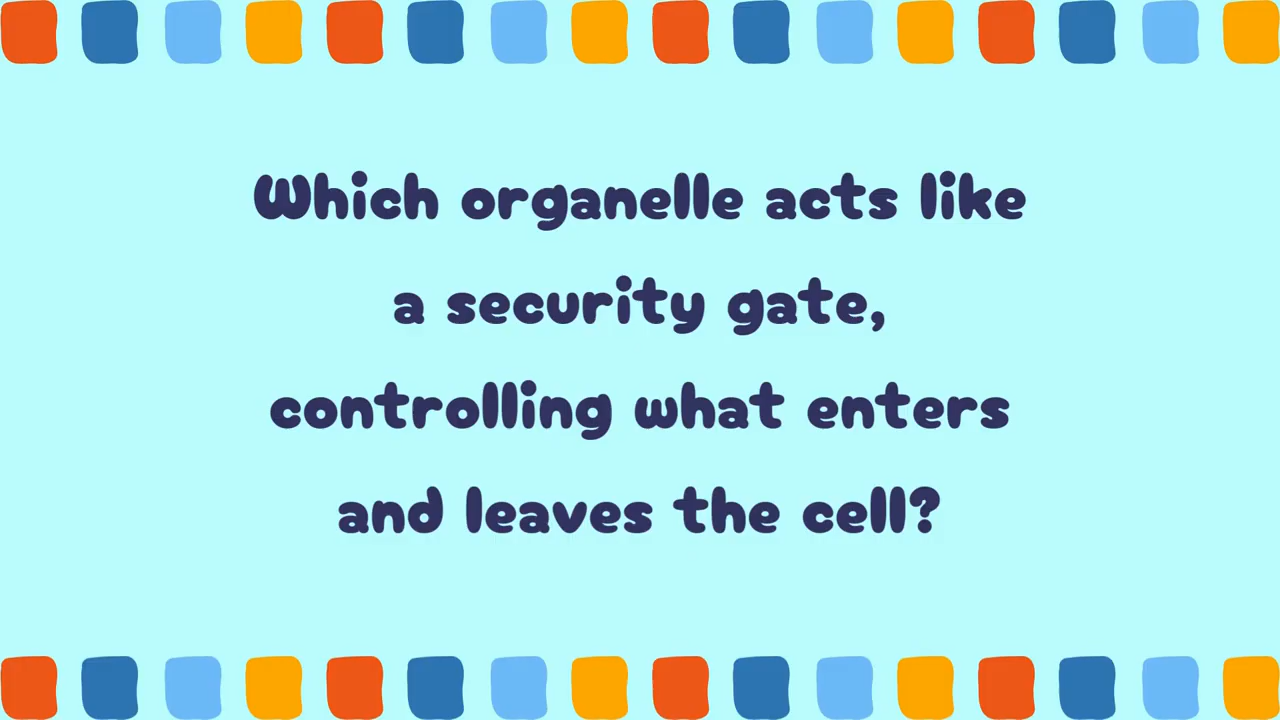 Which organelle acts like
a security gate,
controlling what enters
and leaves the cell?